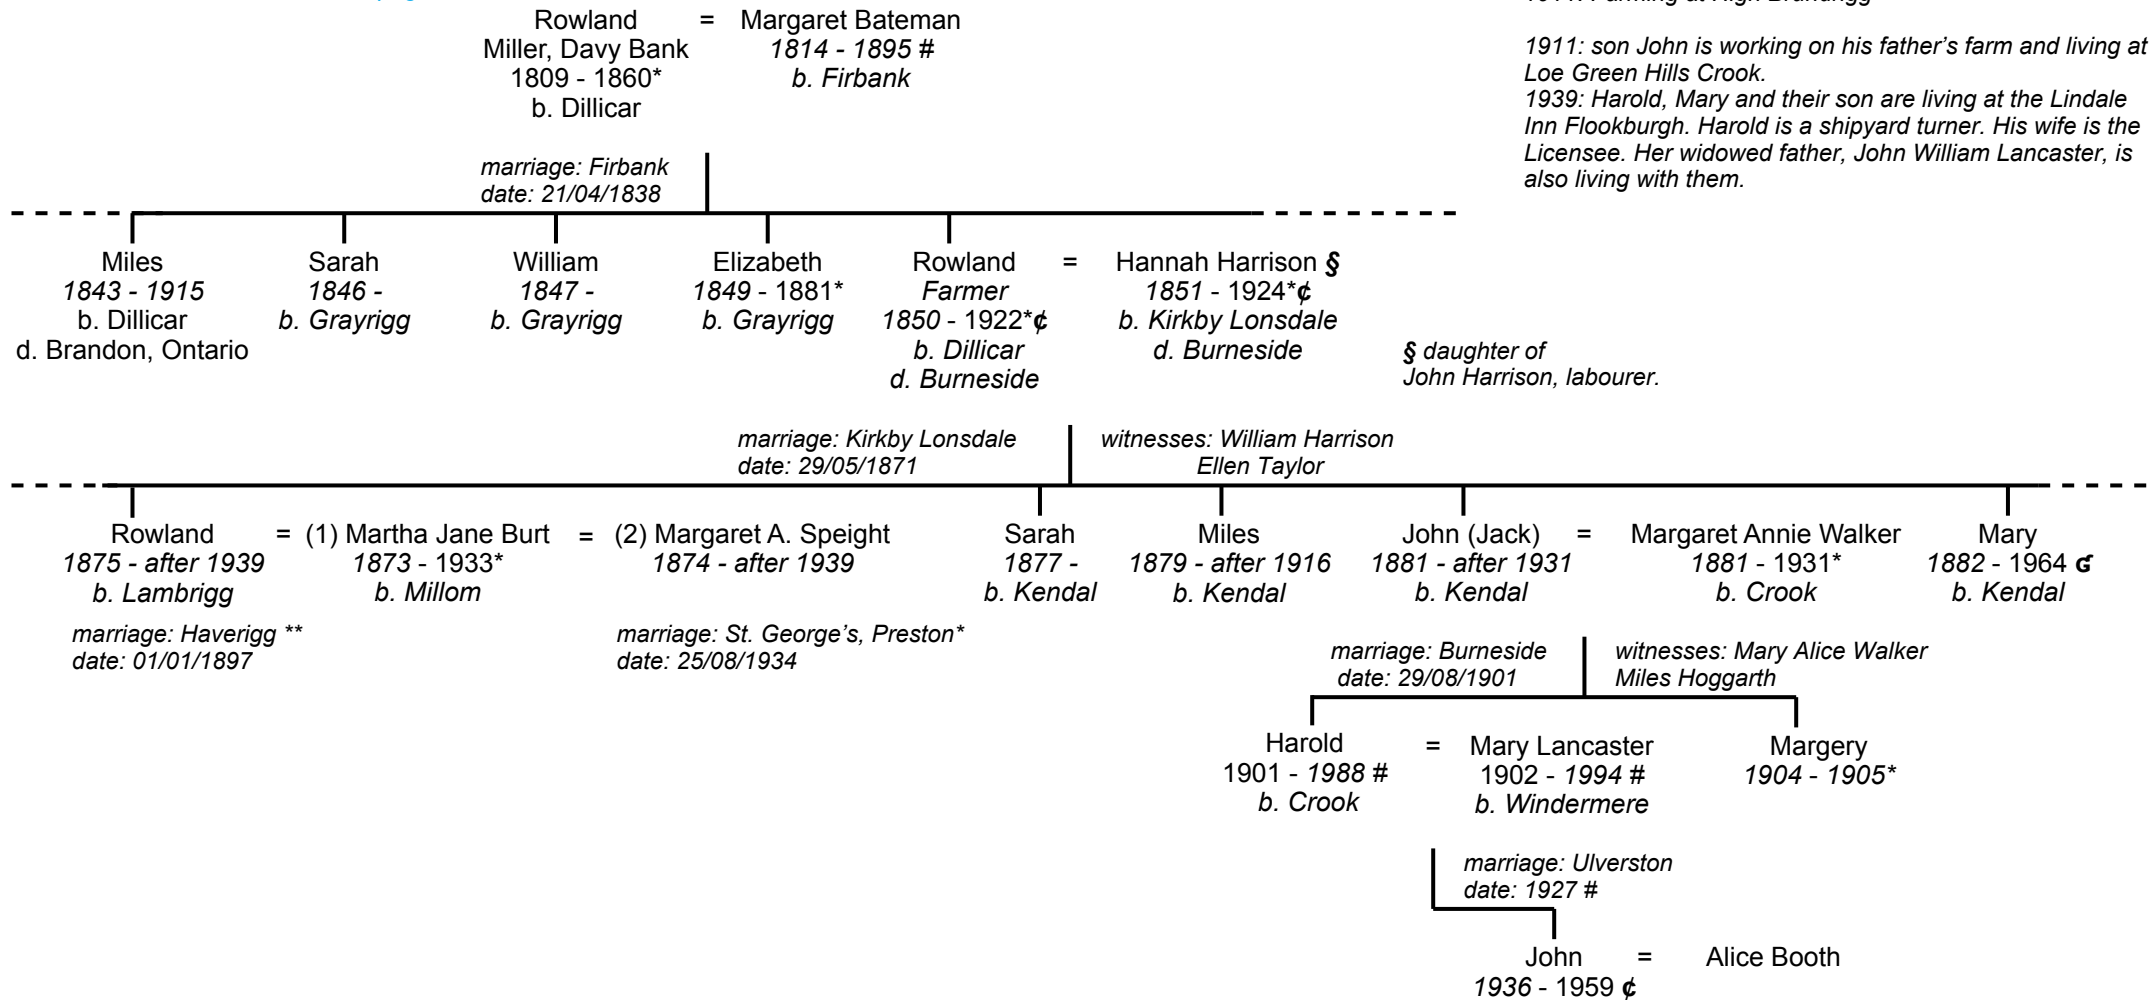 Rowland = Margaret Bateman
Miller, Davy Bank 1814 - 1895 #
1809 - 1860* b. Firbank
b. Dillicar
1911: son John is working on his father’s farm and living at
Loe Green Hills Crook.
1939: Harold, Mary and their son are living at the Lindale
Inn Flookburgh. Harold is a shipyard turner. His wife is the
Licensee. Her widowed father, John William Lancaster, is
also living with them.
marriage: Firbank
date: 21/04/1838
Miles Sarah William Elizabeth Rowland = Hannah Harrison §
1843 - 1915 1846 - 1847 - 1849 - 1881* Farmer 1851 - 1924*¢
b. Dillicar b. Grayrigg b. Grayrigg b. Grayrigg 1850 - 1922*¢ b. Kirkby Lonsdale
d. Brandon, Ontario b. Dillicar d. Burneside
d. Burneside
§ daughter of
John Harrison, labourer.
marriage: Kirkby Lonsdale witnesses: William Harrison
date: 29/05/1871 Ellen Taylor
Rowland = (1) Martha Jane Burt = (2) Margaret A. Speight Sarah Miles John (Jack) = Margaret Annie Walker Mary
1875 - after 1939 1873 - 1933* 1874 - after 1939 1877 - 1879 - after 1916 1881 - after 1931 1881 - 1931* 1882 - 1964
b. Lambrigg b. Millom b. Kendal b. Kendal b. Kendal b. Crook b. Kendal
marriage: Haverigg ** marriage: St. George’s, Preston*
date: 01/01/1897 date: 25/08/1934
marriage: Burneside witnesses: Mary Alice Walker
date: 29/08/1901 Miles Hoggarth
Harold = Mary Lancaster Margery
1901 - 1988 # 1902 - 1994 # 1904 - 1905*
b. Crook b. Windermere
marriage: Ulverston
date: 1927 #
John = Alice Booth
1936 - 1959 ¢